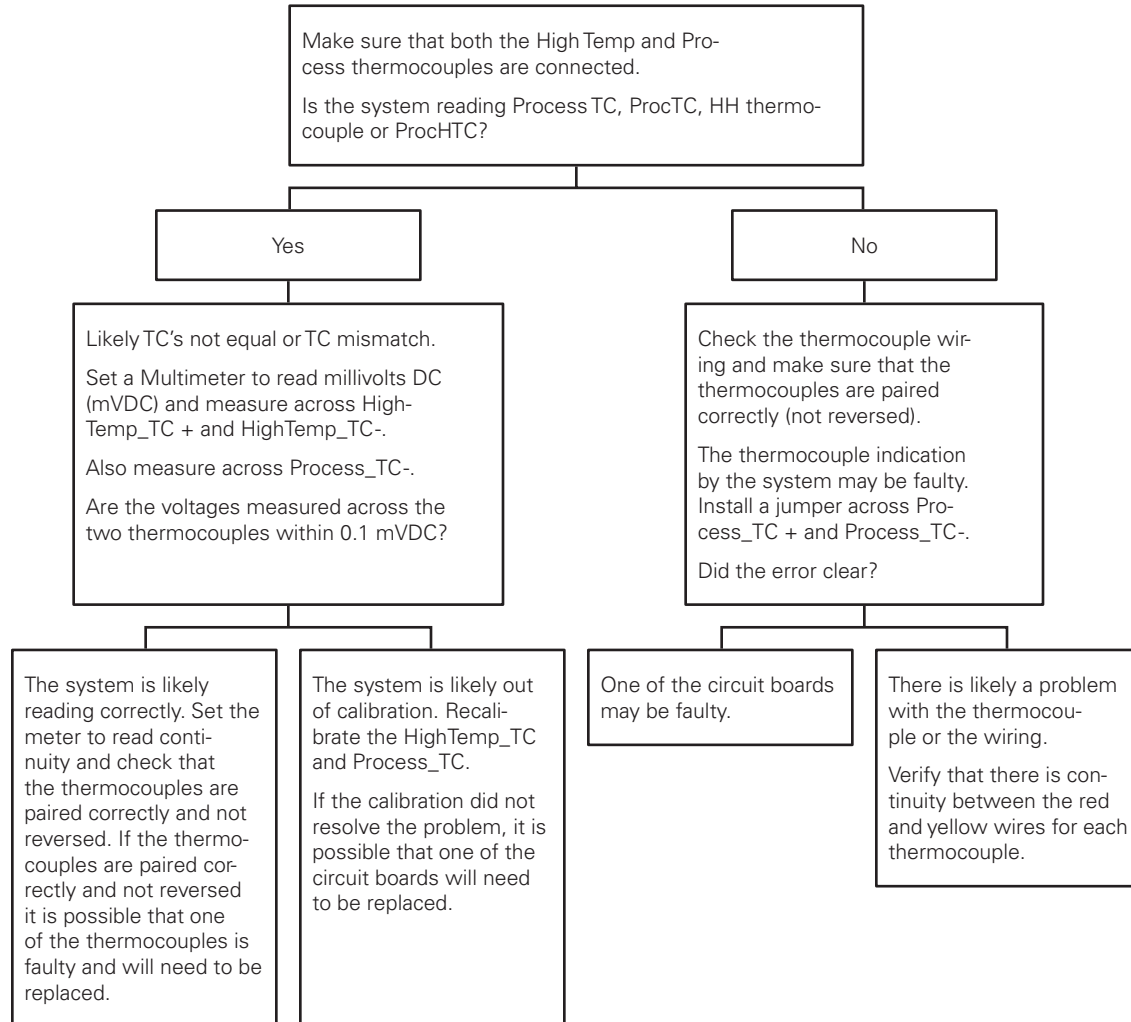 Make sure that both the High Temp and Pro-
cess thermocouples are connected.
Is the system reading Process TC, ProcTC, HH thermo-
couple or ProcHTC?
Yes
No
Likely TC's not equal or TC mismatch.
Set a Multimeter to read millivolts DC
(mVDC) and measure across High-
Temp_TC + and HighTemp_TC-.
Also measure across Process_TC-.
Are the voltages measured across the
two thermocouples within 0.1 mVDC?
Check the thermocouple wir-
ing and make sure that the
thermocouples are paired
correctly (not reversed).
The thermocouple indication
by the system may be faulty.
Install a jumper across Pro-
cess_TC + and Process_TC-.
Did the error clear?
The system is likely
reading correctly. Set the
meter to read conti-
nuity and check that
the thermocouples are
paired correctly and not
reversed. If the thermo-
couples are paired cor-
rectly and not reversed
it is possible that one
of the thermocouples is
faulty and will need to be
replaced.
The system is likely out
of calibration. Recali-
brate the HighTemp_TC
and Process_TC.
If the calibration did not
resolve the problem, it is
possible that one of the
circuit boards will need
to be replaced.
One of the circuit boards
may be faulty.
There is likely a problem
with the thermocou-
ple or the wiring.
Verify that there is con-
tinuity between the red
and yellow wires for each
thermocouple.